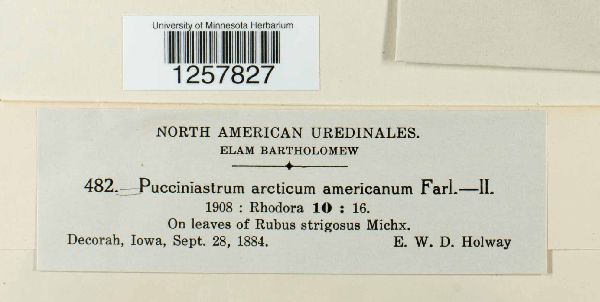 University of Minnesota Herbarium
1257827
NORTH AMERICAN UREDINALES.
ELAM BARTHOLOMEW
482.—Pucciniastrum arcticum americanum Farl.—II.
1908 : Rhodora 10 : 16.
On leaves of Rubus strigosus Michx.
Decorah, Iowa, Sept. 28, 1884. E. W. D. Holway